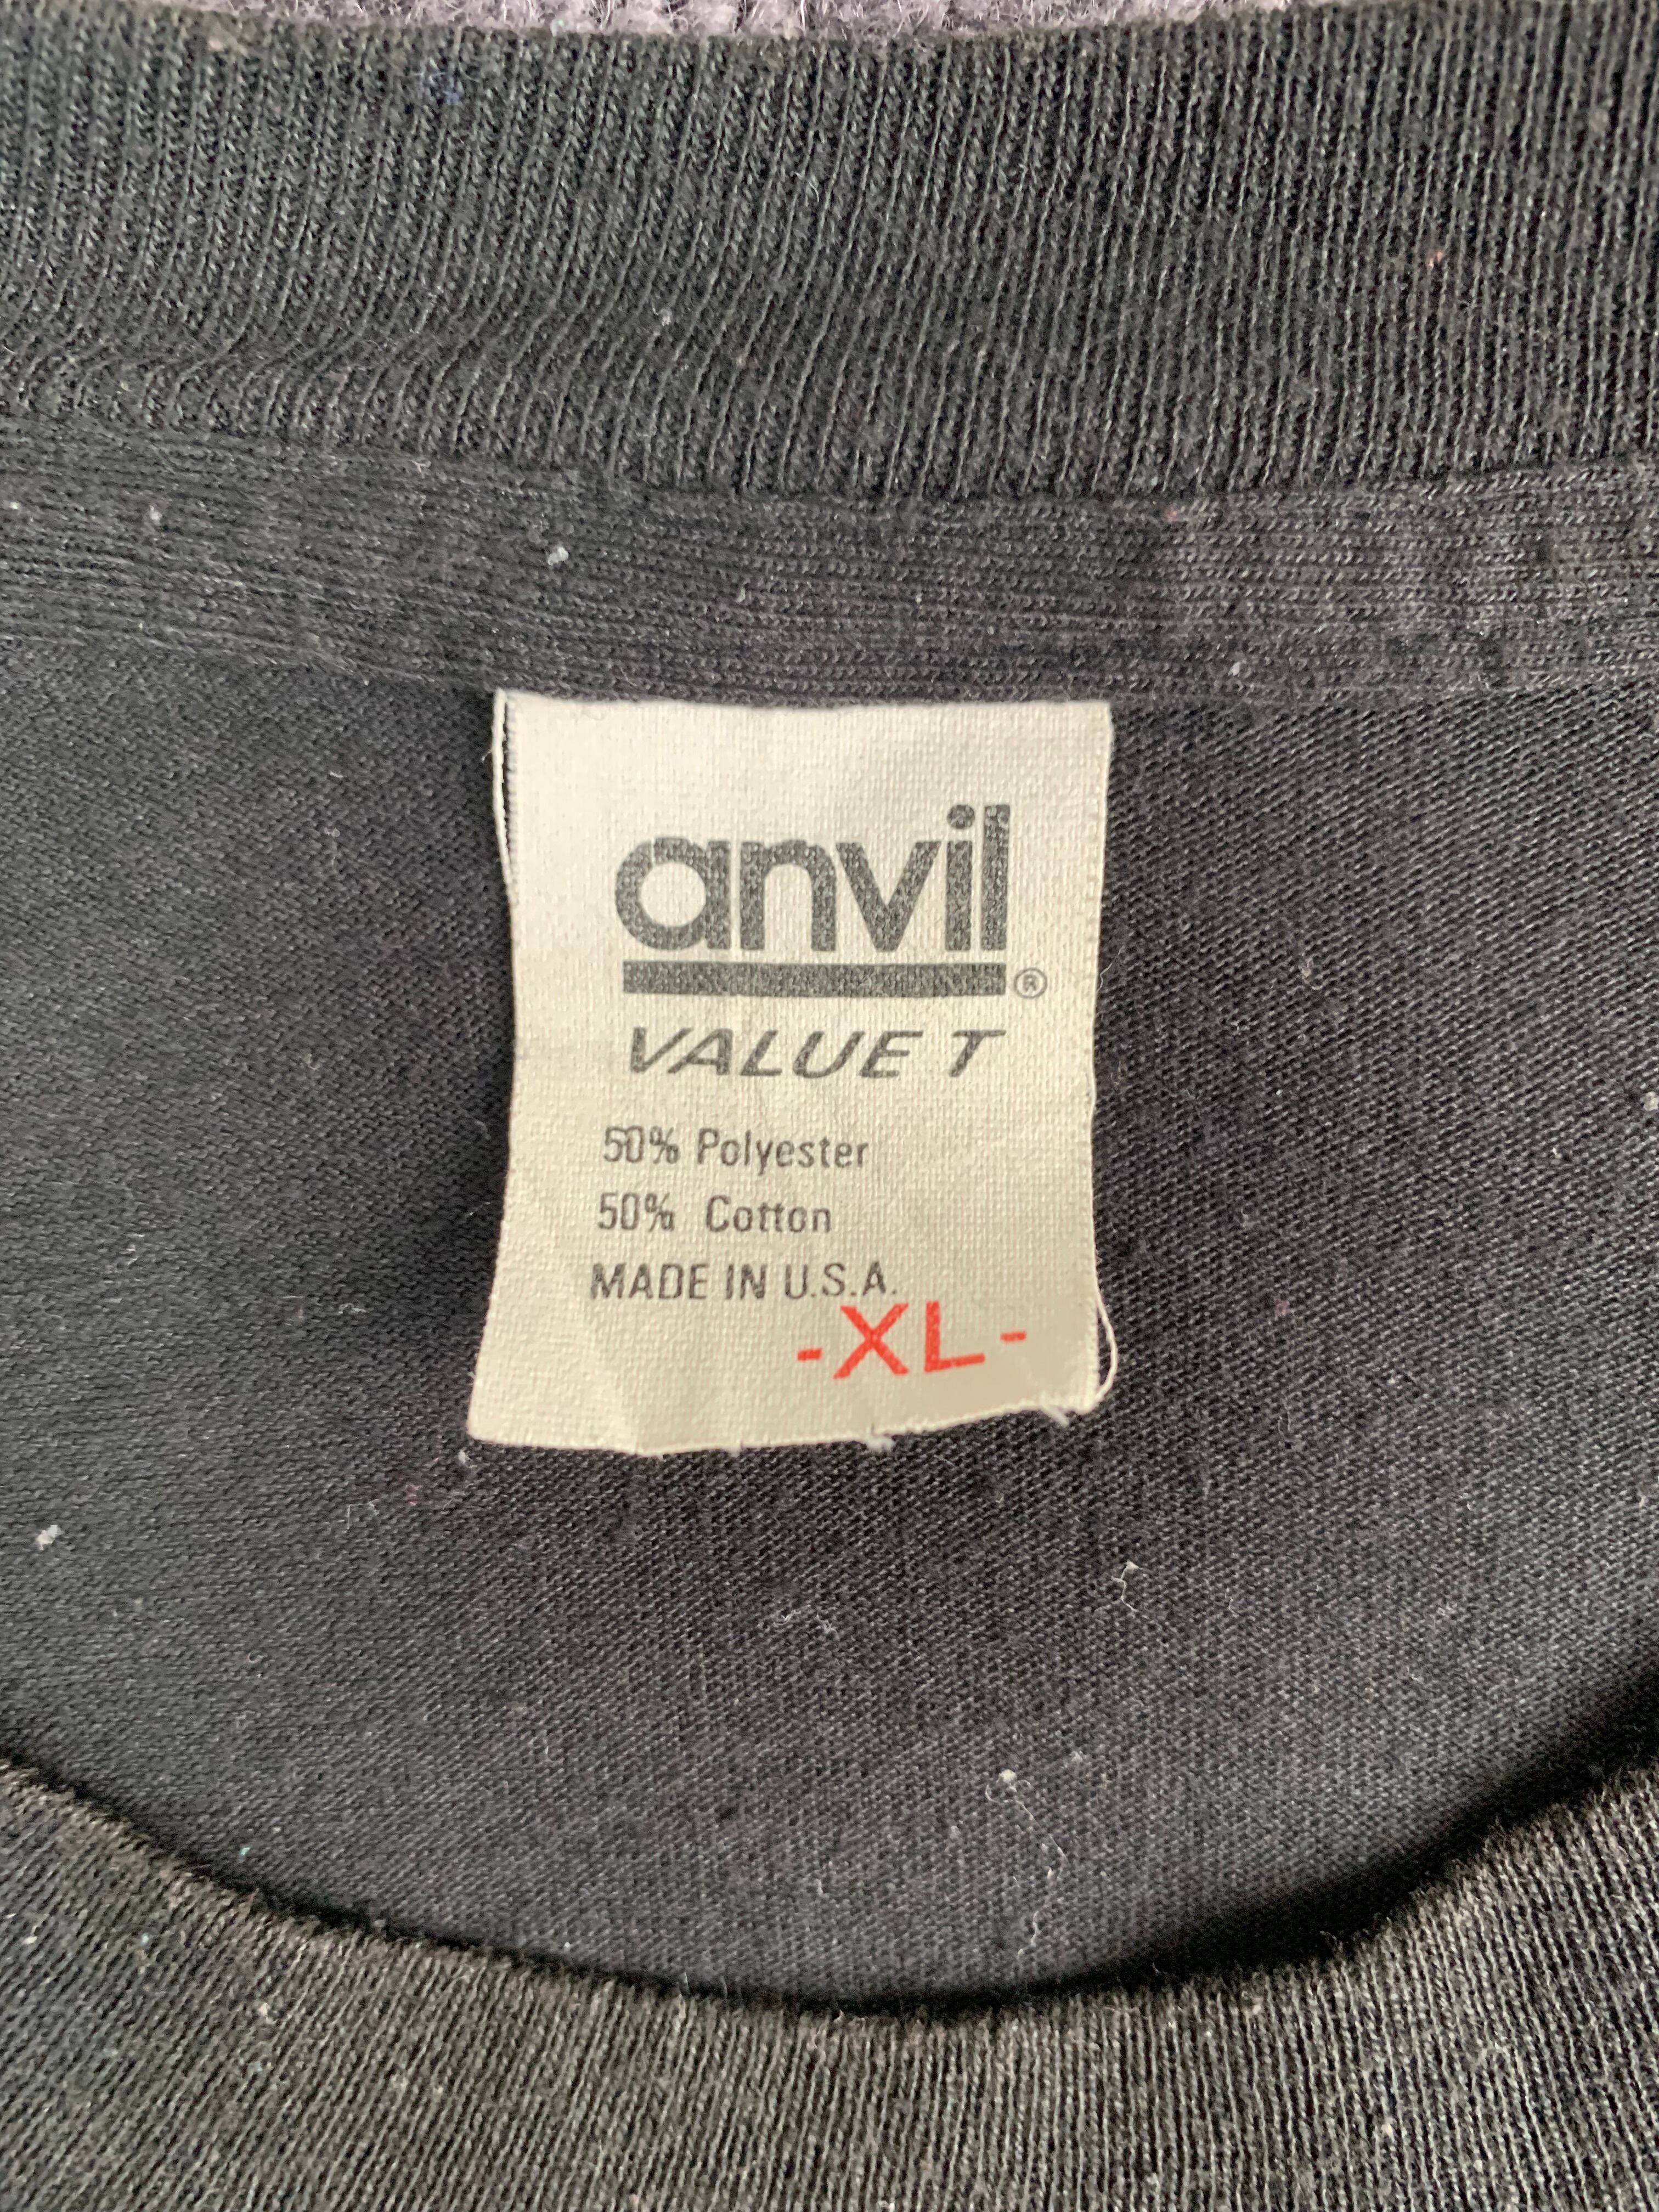 anvil®
VALUE T
50% Polyester
50% Cotton
MADE IN U.S.A.
-XL-